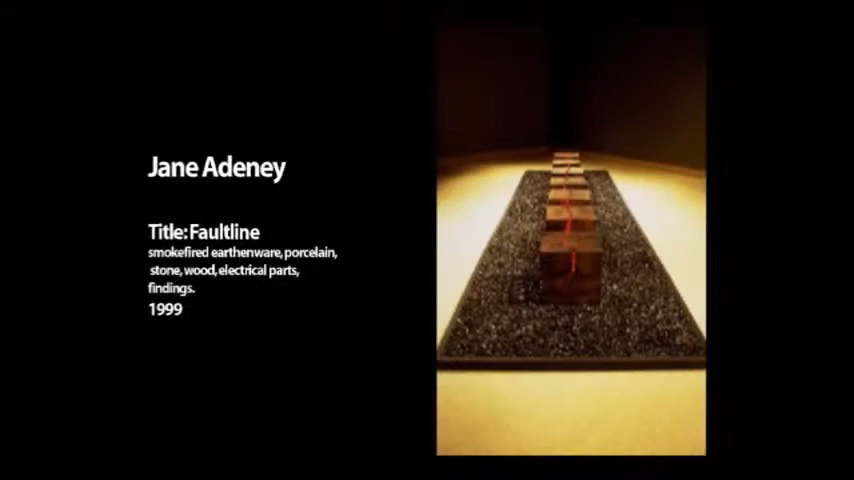 Jane Adeney
Title: Faultline
smokefired earthenware, porcelain,
stone, wood, electrical parts,
findings.
1999